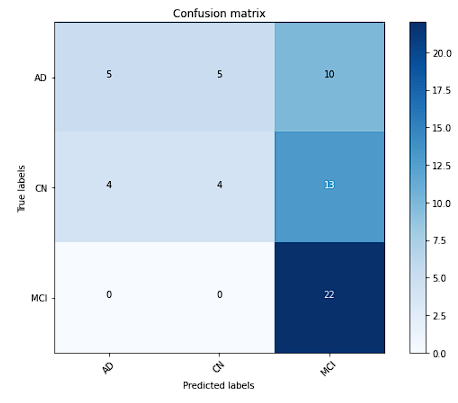 Confusion matrix
AD 5 5 10
CN 4 4 13
MCI 0 0 22
AD CN MCI
True labels
Predicted labels
20.0
17.5
15.0
12.5
10.0
7.5
5.0
2.5
0.0